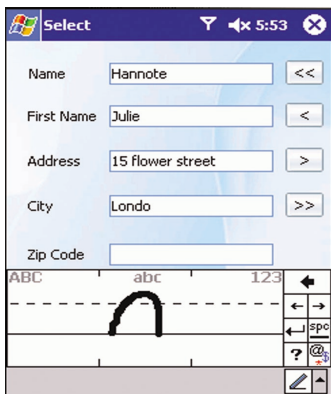 Select 5:53
Name Hannote <<
First Name Julie <
Address 15 flower street >
City Londo >>
Zip Code
ABC abc 123
n
← →
spc
? @ * $